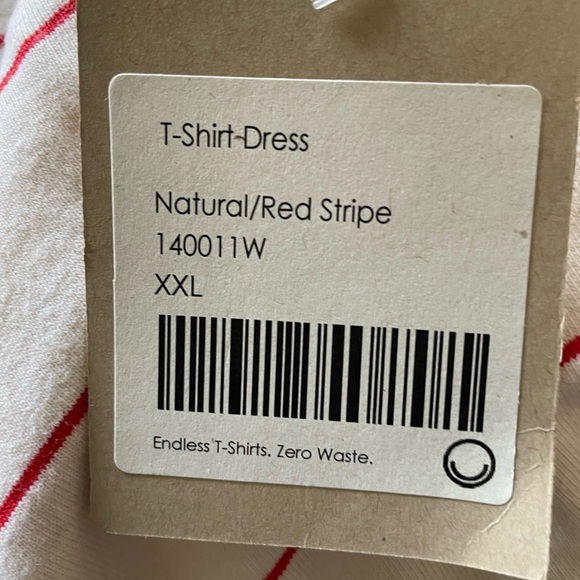 T-Shirt Dress
Natural/Red Stripe
140011W
XXL
Endless T-Shirts. Zero Waste.